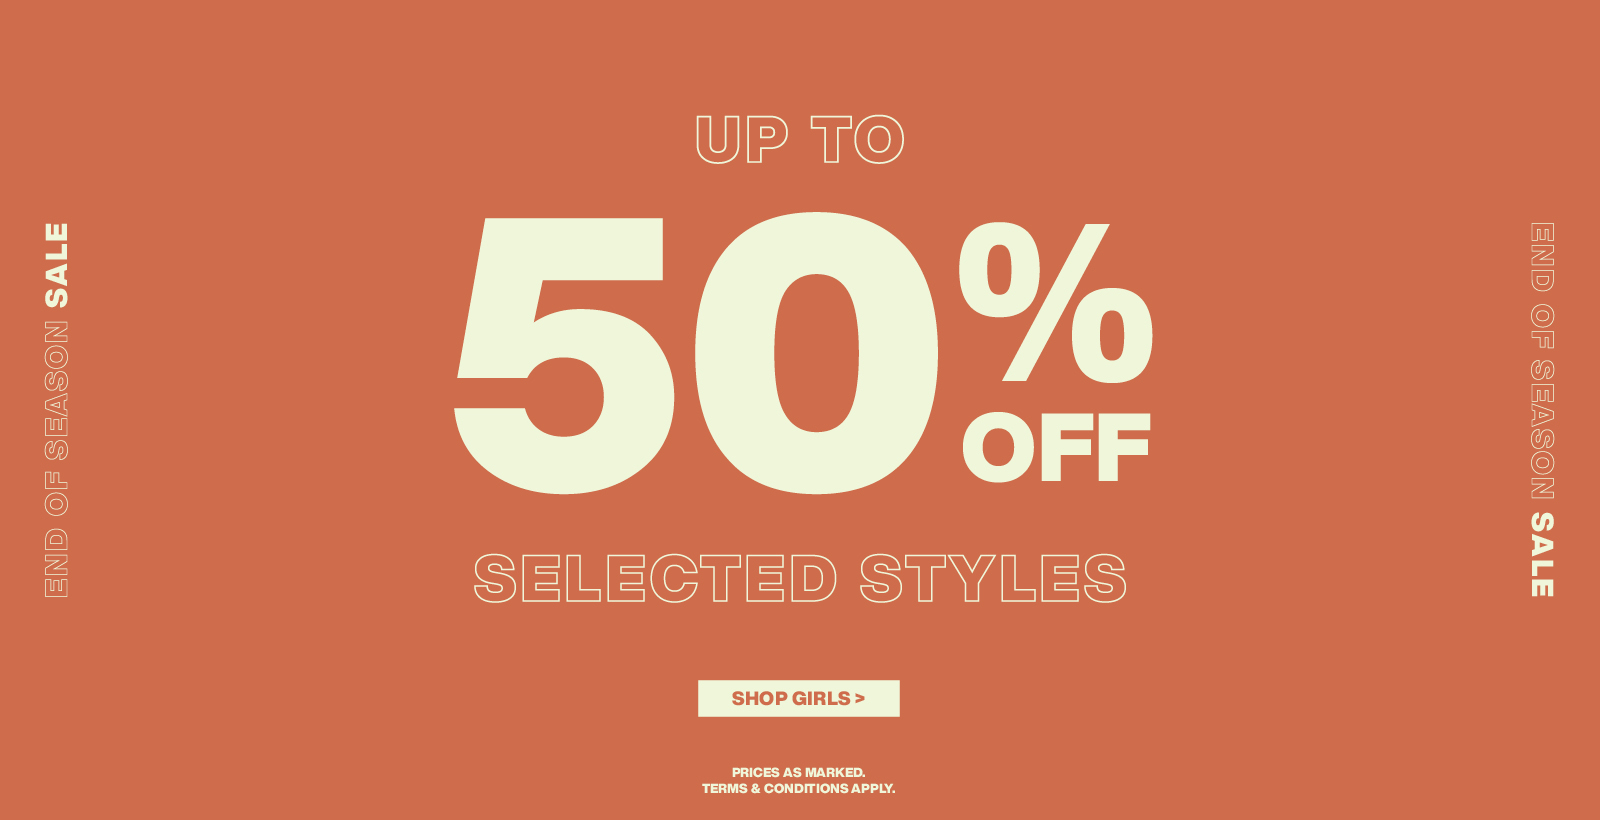 UP TO
50% OFF
SELECTED STYLES
SHOP GIRLS >
PRICES AS MARKED.
TERMS & CONDITIONS APPLY.
END OF SEASON SALE
END OF SEASON SALE